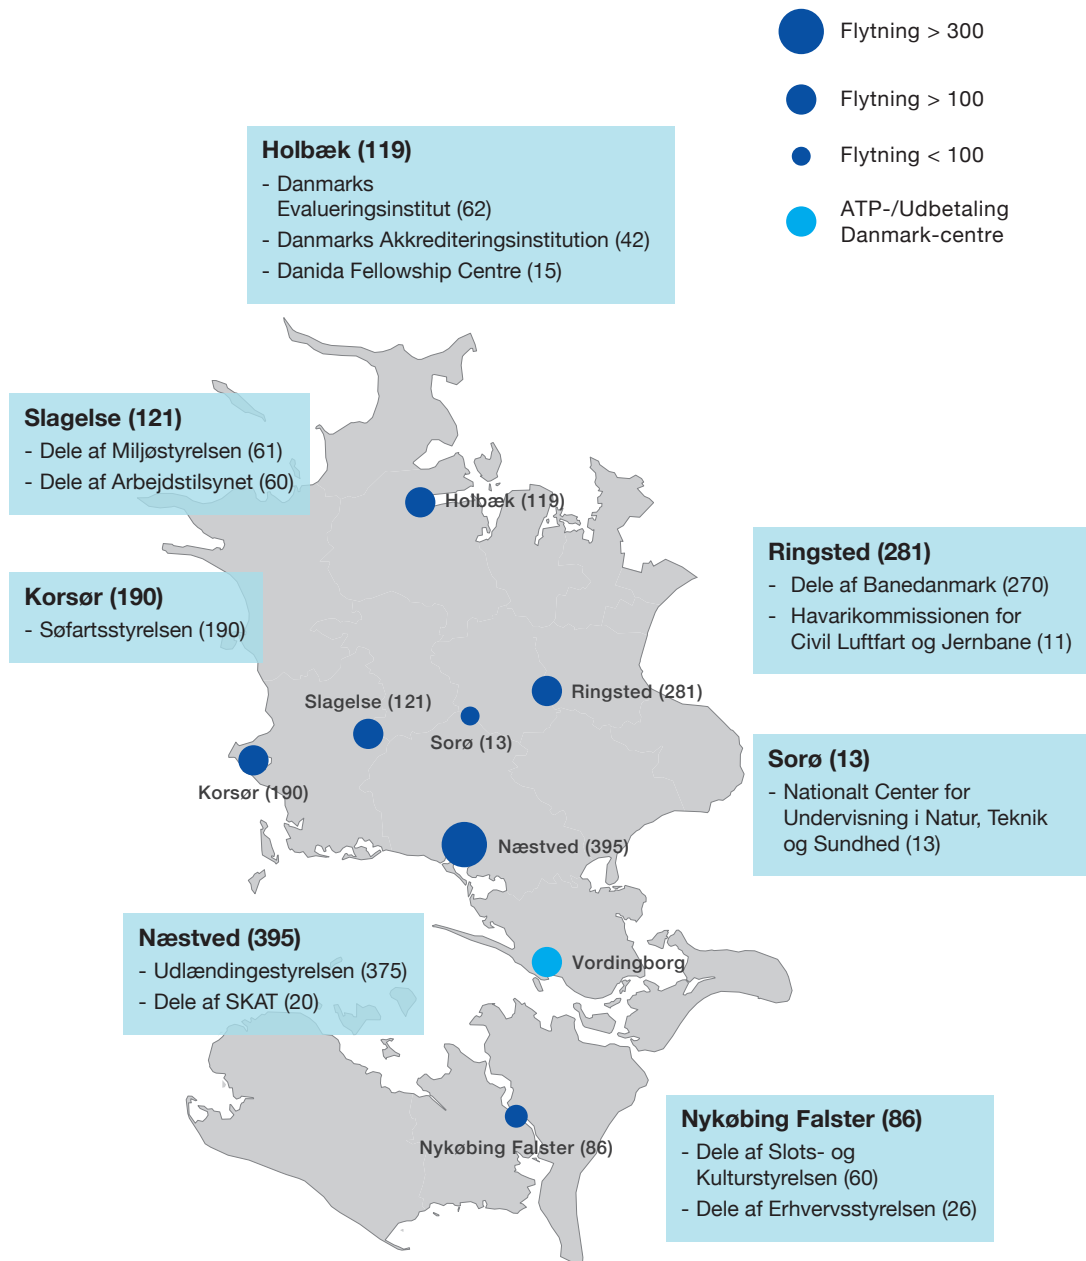 Flytning > 300
Flytning > 100
Flytning < 100
ATP-/Udbetaling
Danmark-centre
Holbæk (119)
- Danmarks
Evalueringsinstitut (62)
- Danmarks Akkrediteringsinstitution (42)
- Danida Fellowship Centre (15)
Slagelse (121)
- Dele af Miljøstyrelsen (61)
- Dele af Arbejdstilsynet (60)
Holbæk (119)
Ringsted (281)
- Dele af Banedanmark (270)
- Havarikommissionen for
Civil Luftfart og Jernbane (11)
Korsør (190)
- Søfartsstyrelsen (190)
Ringsted (281)
Slagelse (121)
Sorø (13)
Korsør (190)
Sorø (13)
- Nationalt Center for
Undervisning i Natur, Teknik
og Sundhed (13)
Næstved (395)
Næstved (395)
- Udlændingestyrelsen (375)
- Dele af SKAT (20)
Vordingborg
Nykøbing Falster (86)
Nykøbing Falster (86)
- Dele af Slots- og
Kulturstyrelsen (60)
- Dele af Erhvervsstyrelsen (26)